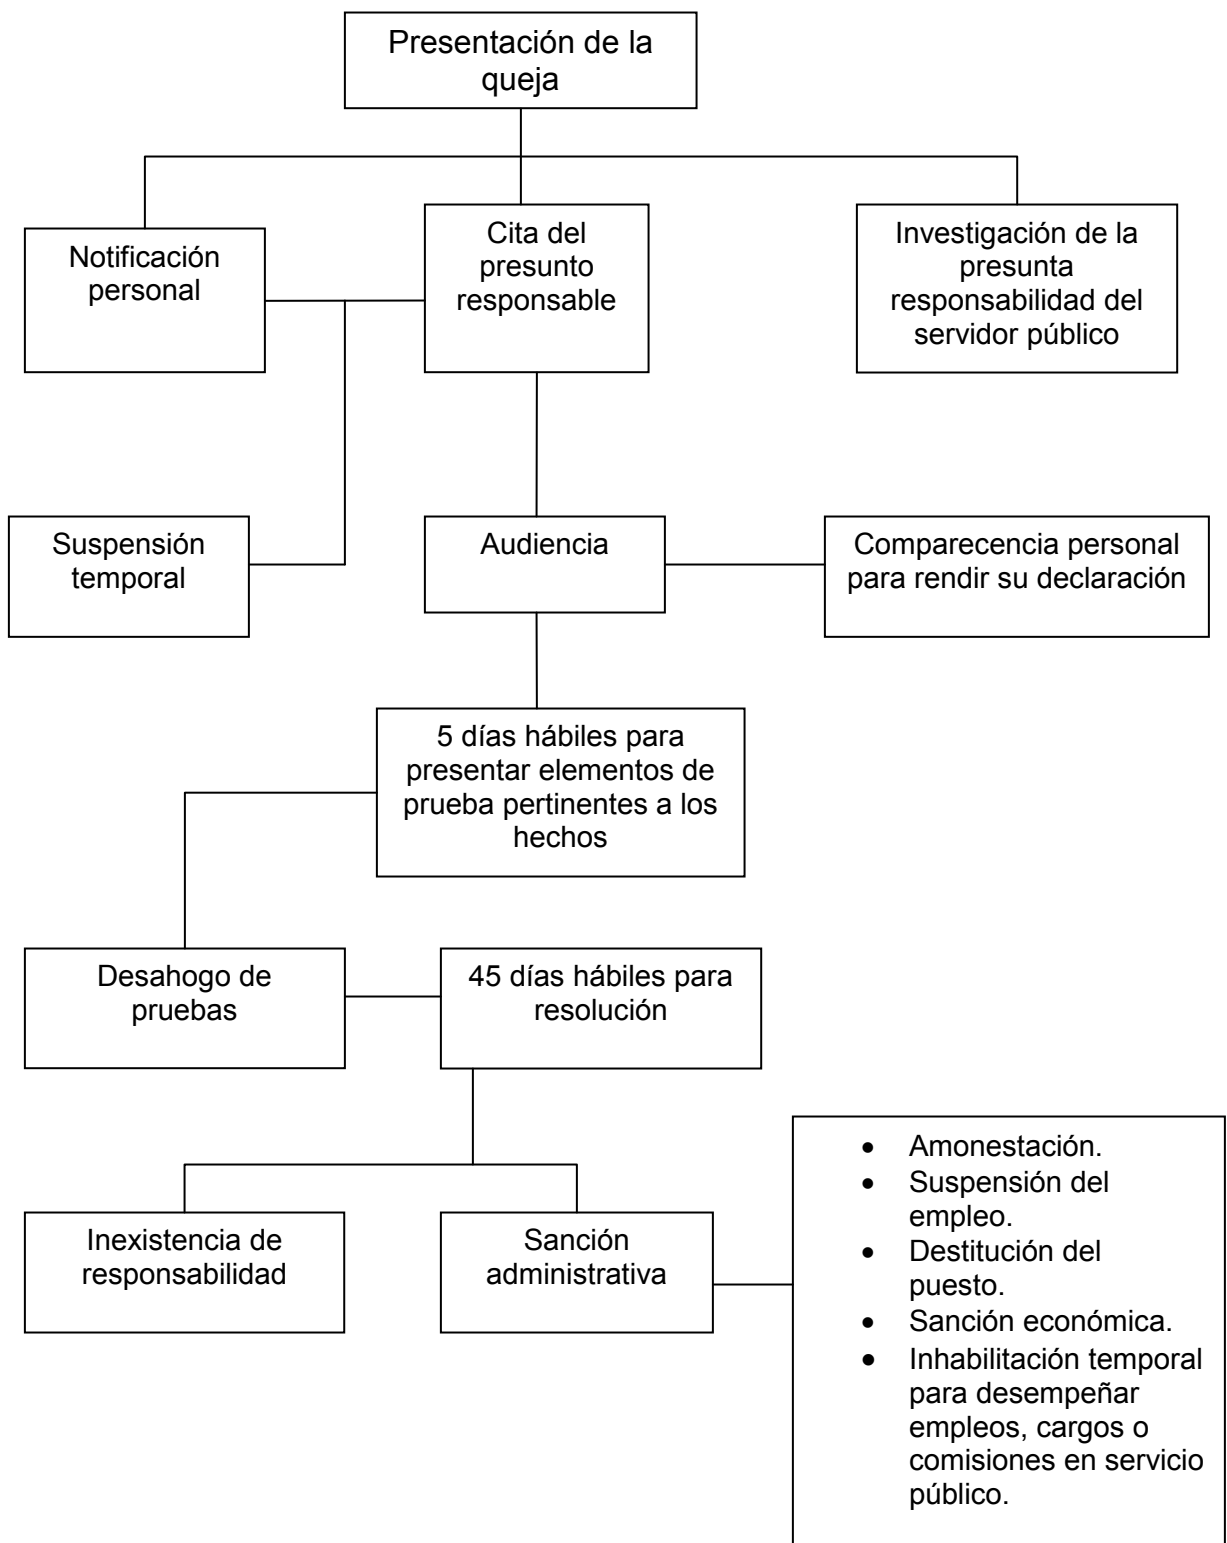 Presentación de la
queja
Notificación
personal
Cita del
presunto
responsable
Investigación de la
presunta
responsabilidad del
servidor público
Suspensión
temporal
Audiencia
Comparecencia personal
para rendir su declaración
5 días hábiles para
presentar elementos de
prueba pertinentes a los
hechos
Desahogo de
pruebas
45 días hábiles para
resolución
Inexistencia de
responsabilidad
Sanción
administrativa
• Amonestación.
• Suspensión del
empleo.
• Destitución del
puesto.
• Sanción económica.
• Inhabilitación temporal
para desempeñar
empleos, cargos o
comisiones en servicio
público.